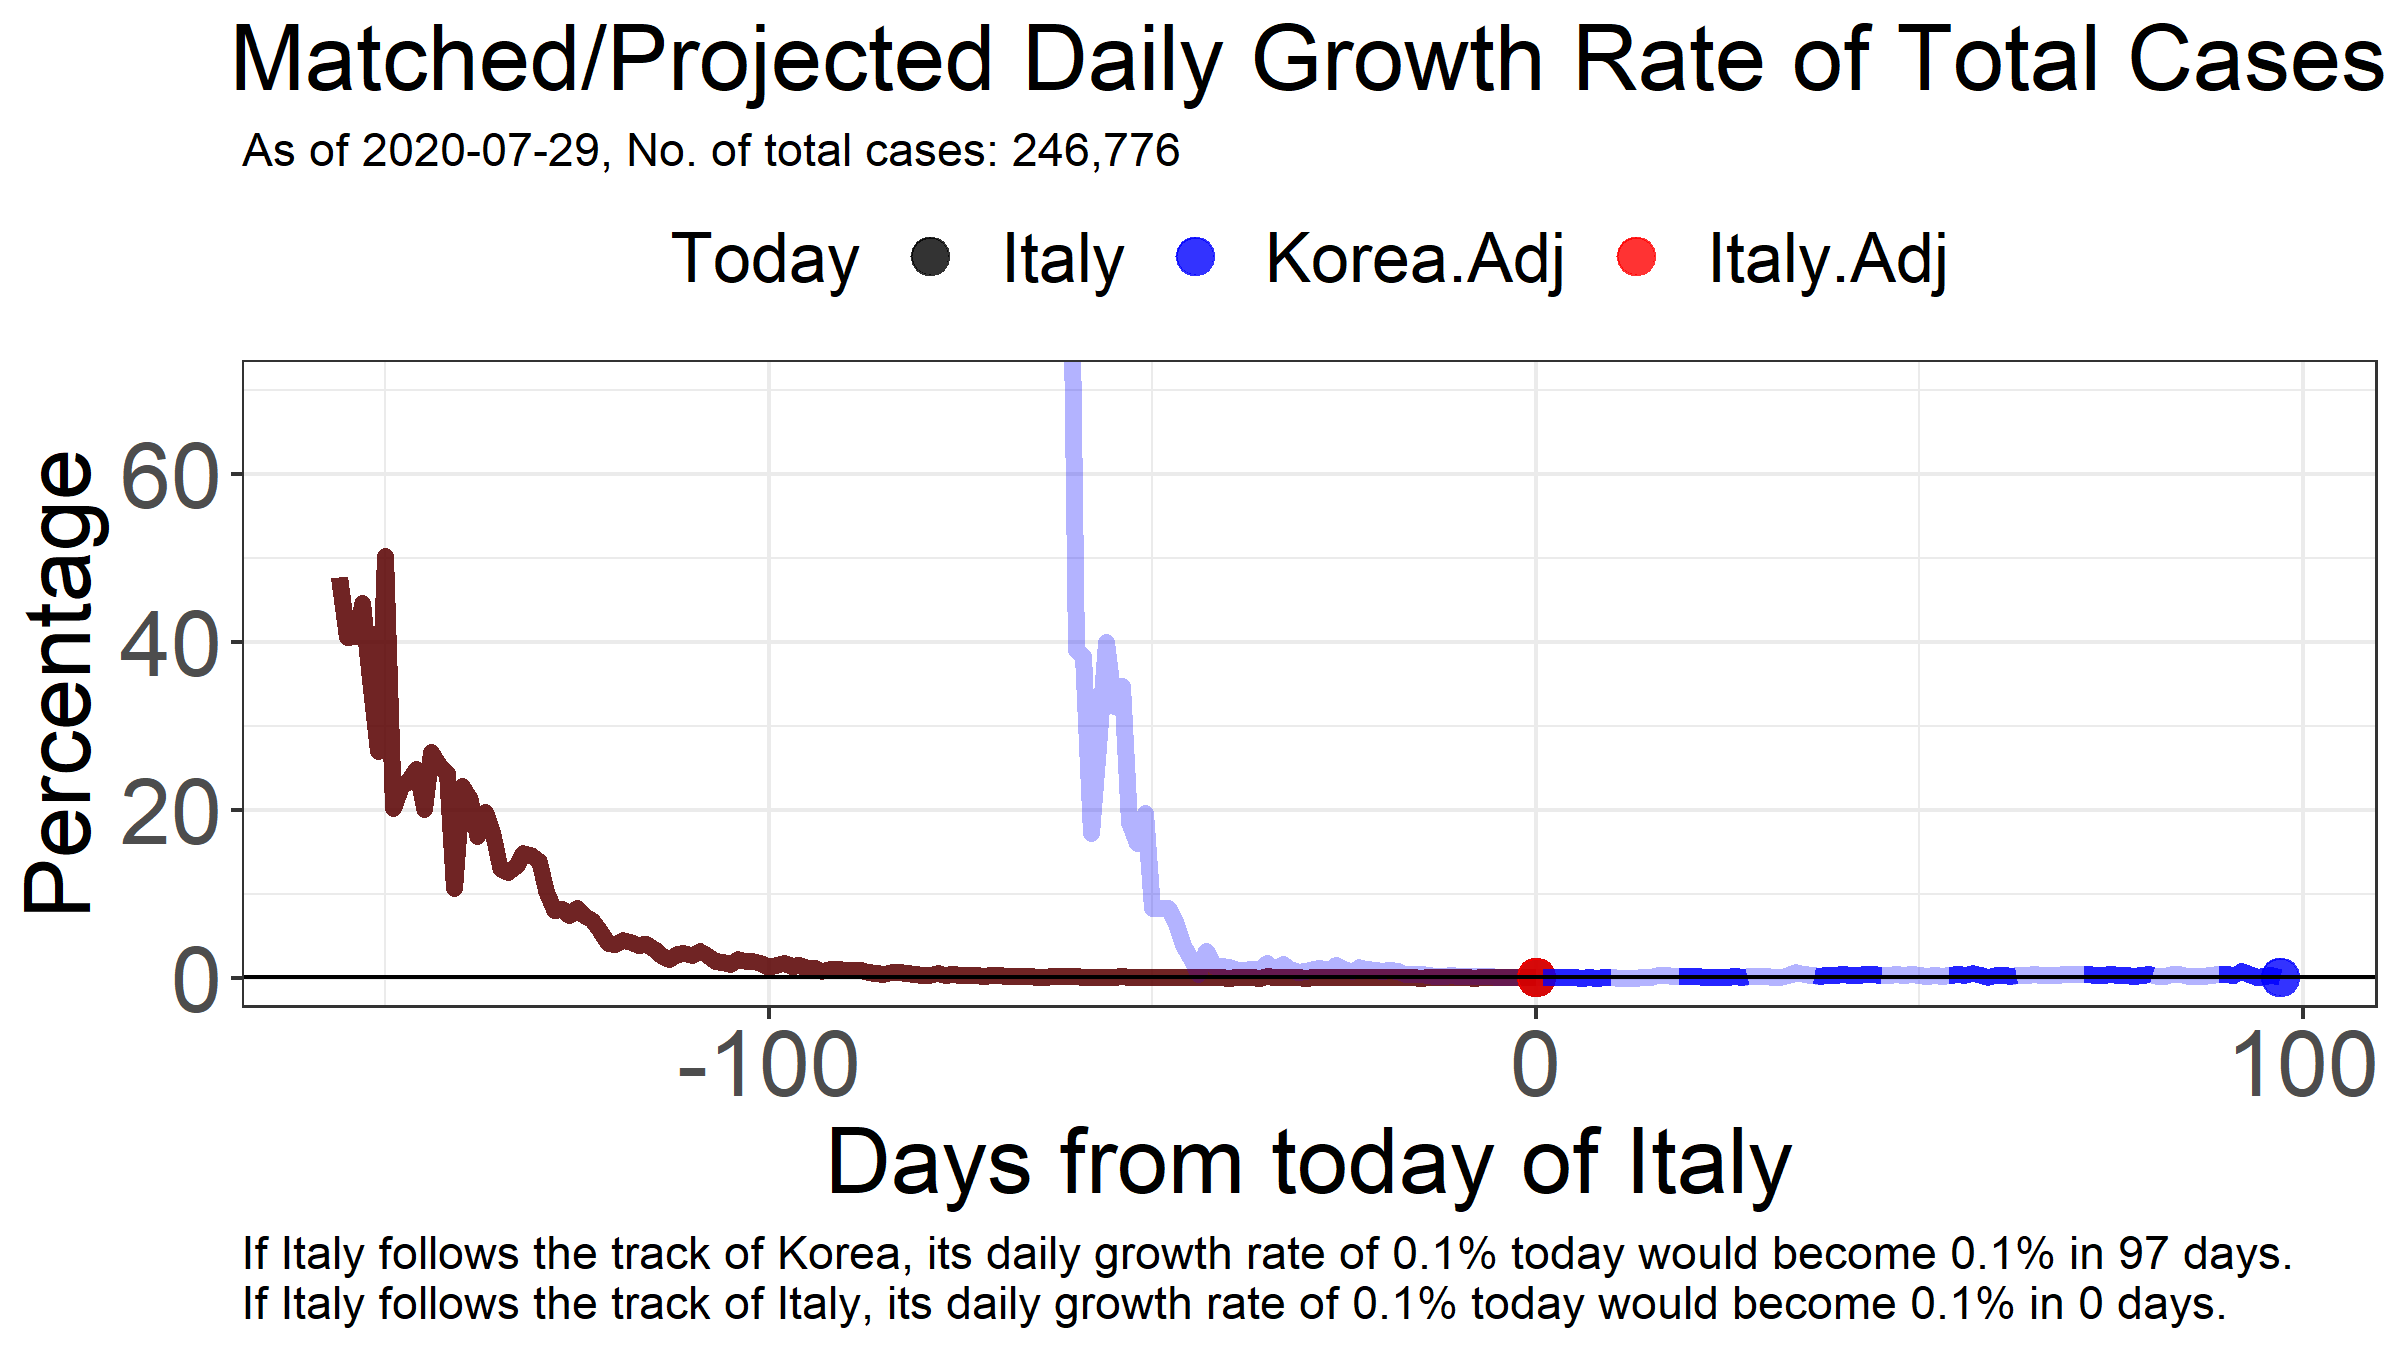 Matched/Projected Daily Growth Rate of Total Cases
As of 2020-07-29, No. of total cases: 246,776
Today Italy Korea.Adj Italy.Adj
Percentage
60
40
20
0
-100 0 100
Days from today of Italy
If Italy follows the track of Korea, its daily growth rate of 0.1% today would become 0.1% in 97 days.
If Italy follows the track of Italy, its daily growth rate of 0.1% today would become 0.1% in 0 days.